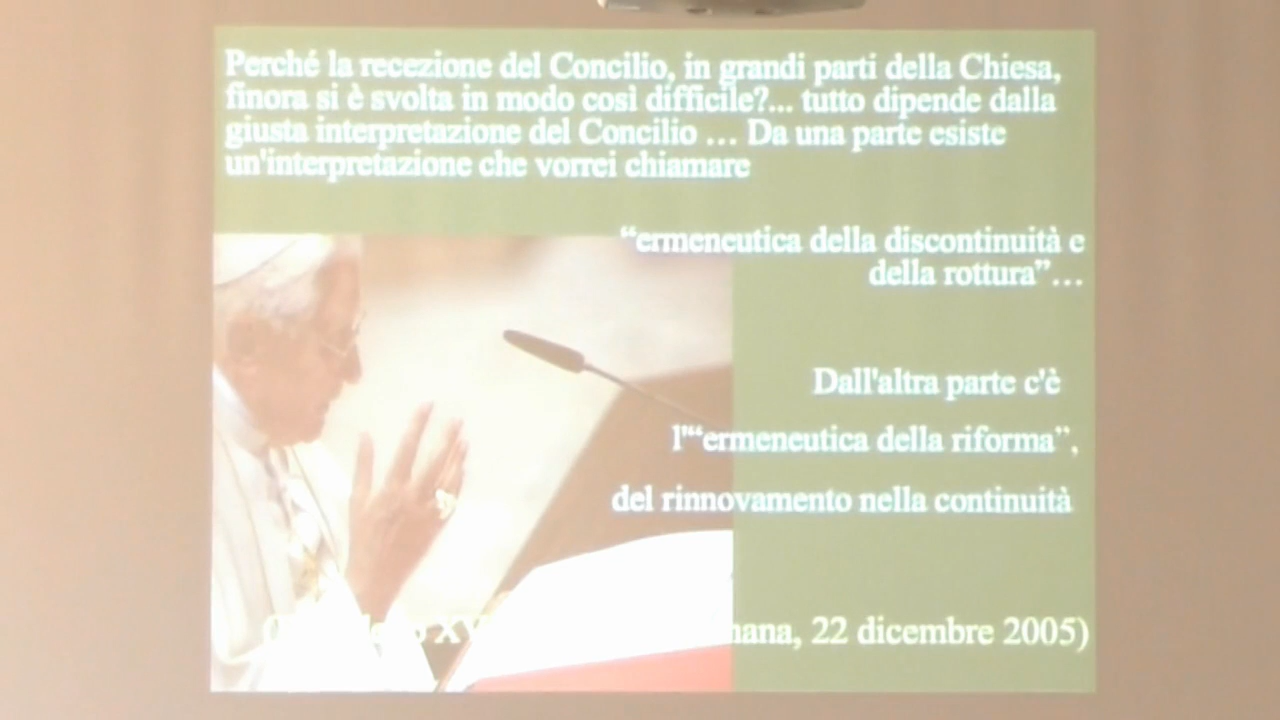 Perché la recezione del Concilio, in grandi parti della Chiesa,
finora si è svolta in modo così difficile?... tutto dipende dalla
giusta interpretazione del Concilio … Da una parte esiste
un'interpretazione che vorrei chiamare
“ermeneutica della discontinuità e
della rottura”…
Dall'altra parte c'è
l'“ermeneutica della riforma”,
del rinnovamento nella continuità
22 dicembre 2005)